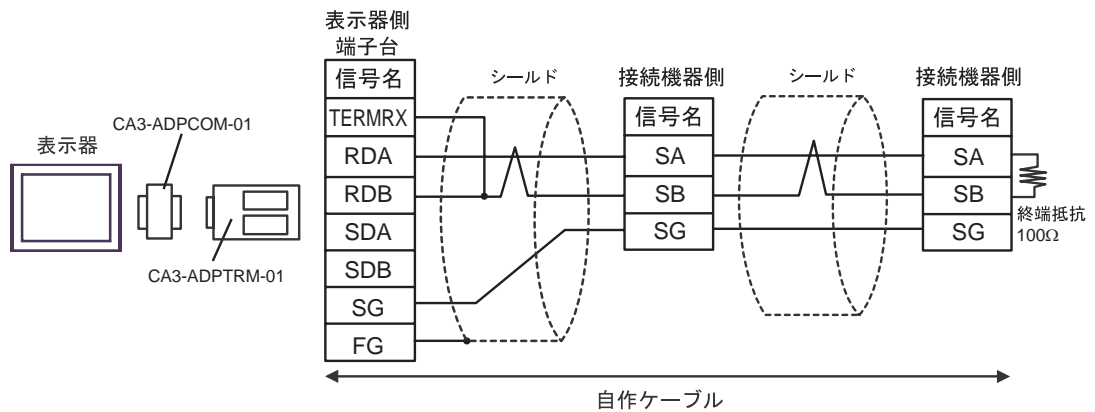 表示器
CA3-ADPCOM-01
CA3-ADPTRM-01
表示器側
端子台
信号名
TERMRX
RDA
RDB
SDA
SDB
SG
FG
シールド
接続機器側
信号名
SA
SB
SG
シールド
接続機器側
信号名
SA
SB
SG
終端抵抗
100Ω
自作ケーブル